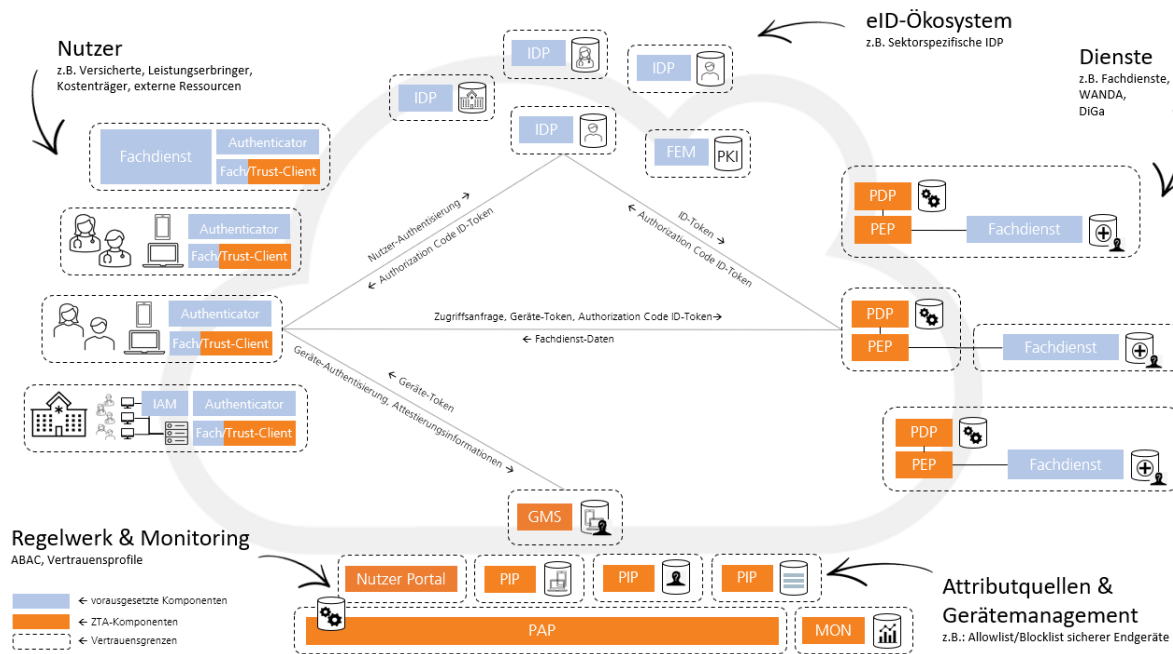 eID-Ökosystem
z.B. Sektorspezifische IDP
Nutzer
z.B. Versicherte, Leistungserbringer,
Kostenträger, externe Ressourcen
Dienste
z.B. Fachdienste,
WANDA,
DiGa
IDP
IDP
IDP
IDP
FEM
PKI
Fachdienst
Authenticator
Fach/Trust-Client
Authenticator
Fach/Trust-Client
Authenticator
Fach/Trust-Client
IAM
Authenticator
Fach/Trust-Client
Nutzer-Authentisierung →
← Authorization Code ID-Token
ID-Token →
← Authorization Code ID-Token
Zugriffsanfrage, Geräte-Token, Authorization Code ID-Token→
← Fachdienst-Daten
← Geräte-Token
Geräte-Authentisierung, Attestierungsinformationen →
PDP
PEP
Fachdienst
PDP
PEP
Fachdienst
PDP
PEP
Fachdienst
GMS
Regelwerk & Monitoring
ABAC, Vertrauensprofile
← vorausgesetzte Komponenten
← ZTA-Komponenten
← Vertrauensgrenzen
Nutzer Portal
PIP
PIP
PIP
PAP
MON
Attributquellen &
Gerätemanagement
z.B.: Allowlist/Blocklist sicherer Endgeräte